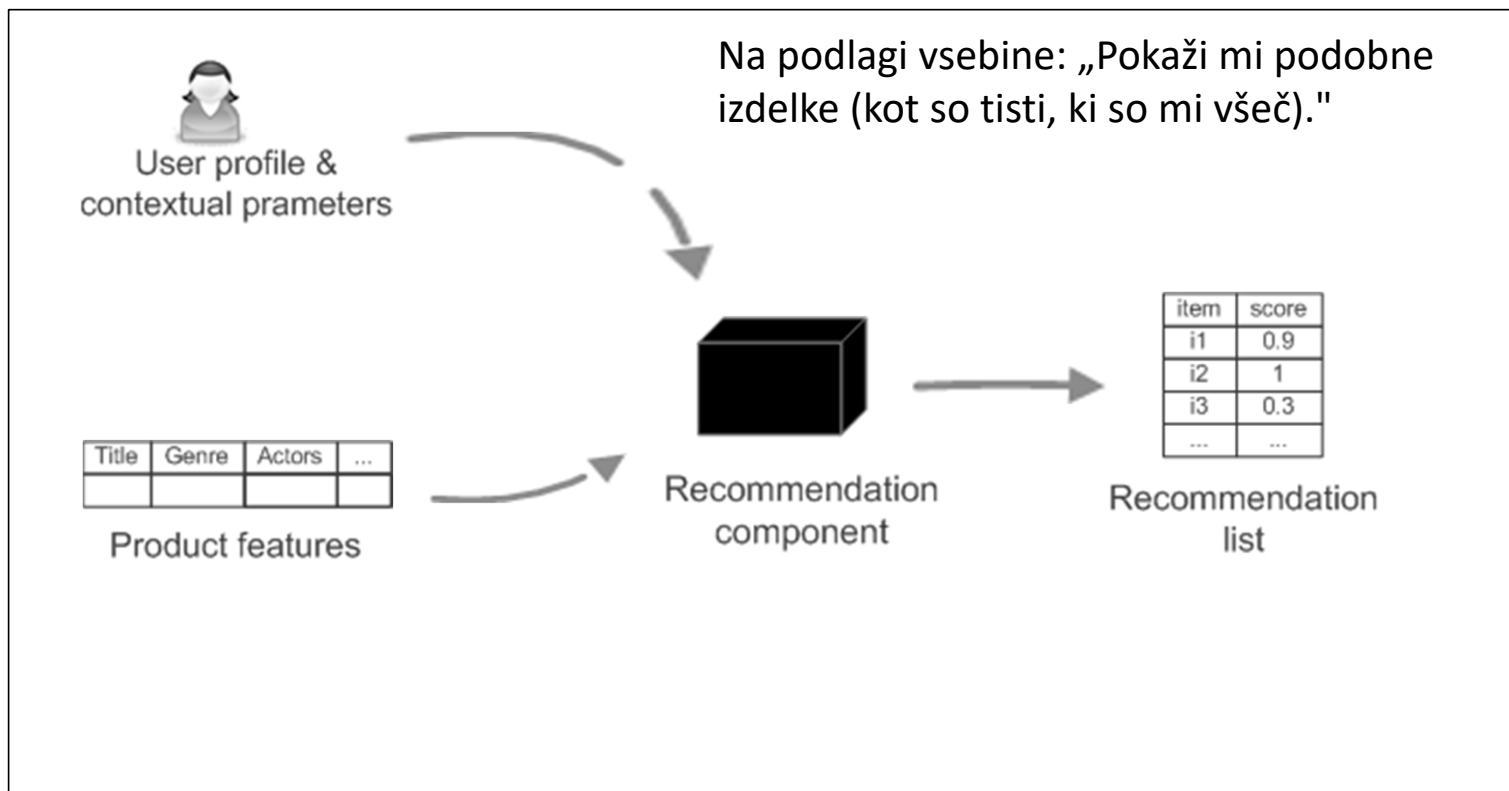 Na podlagi vsebine: „Pokaži mi podobne
izdelke (kot so tisti, ki so mi všeč)."
User profile &
contextual prameters
Title Genre Actors ...
Product features
Recommendation
component
item score
i1 0.9
i2 1
i3 0.3
... ...
Recommendation
list